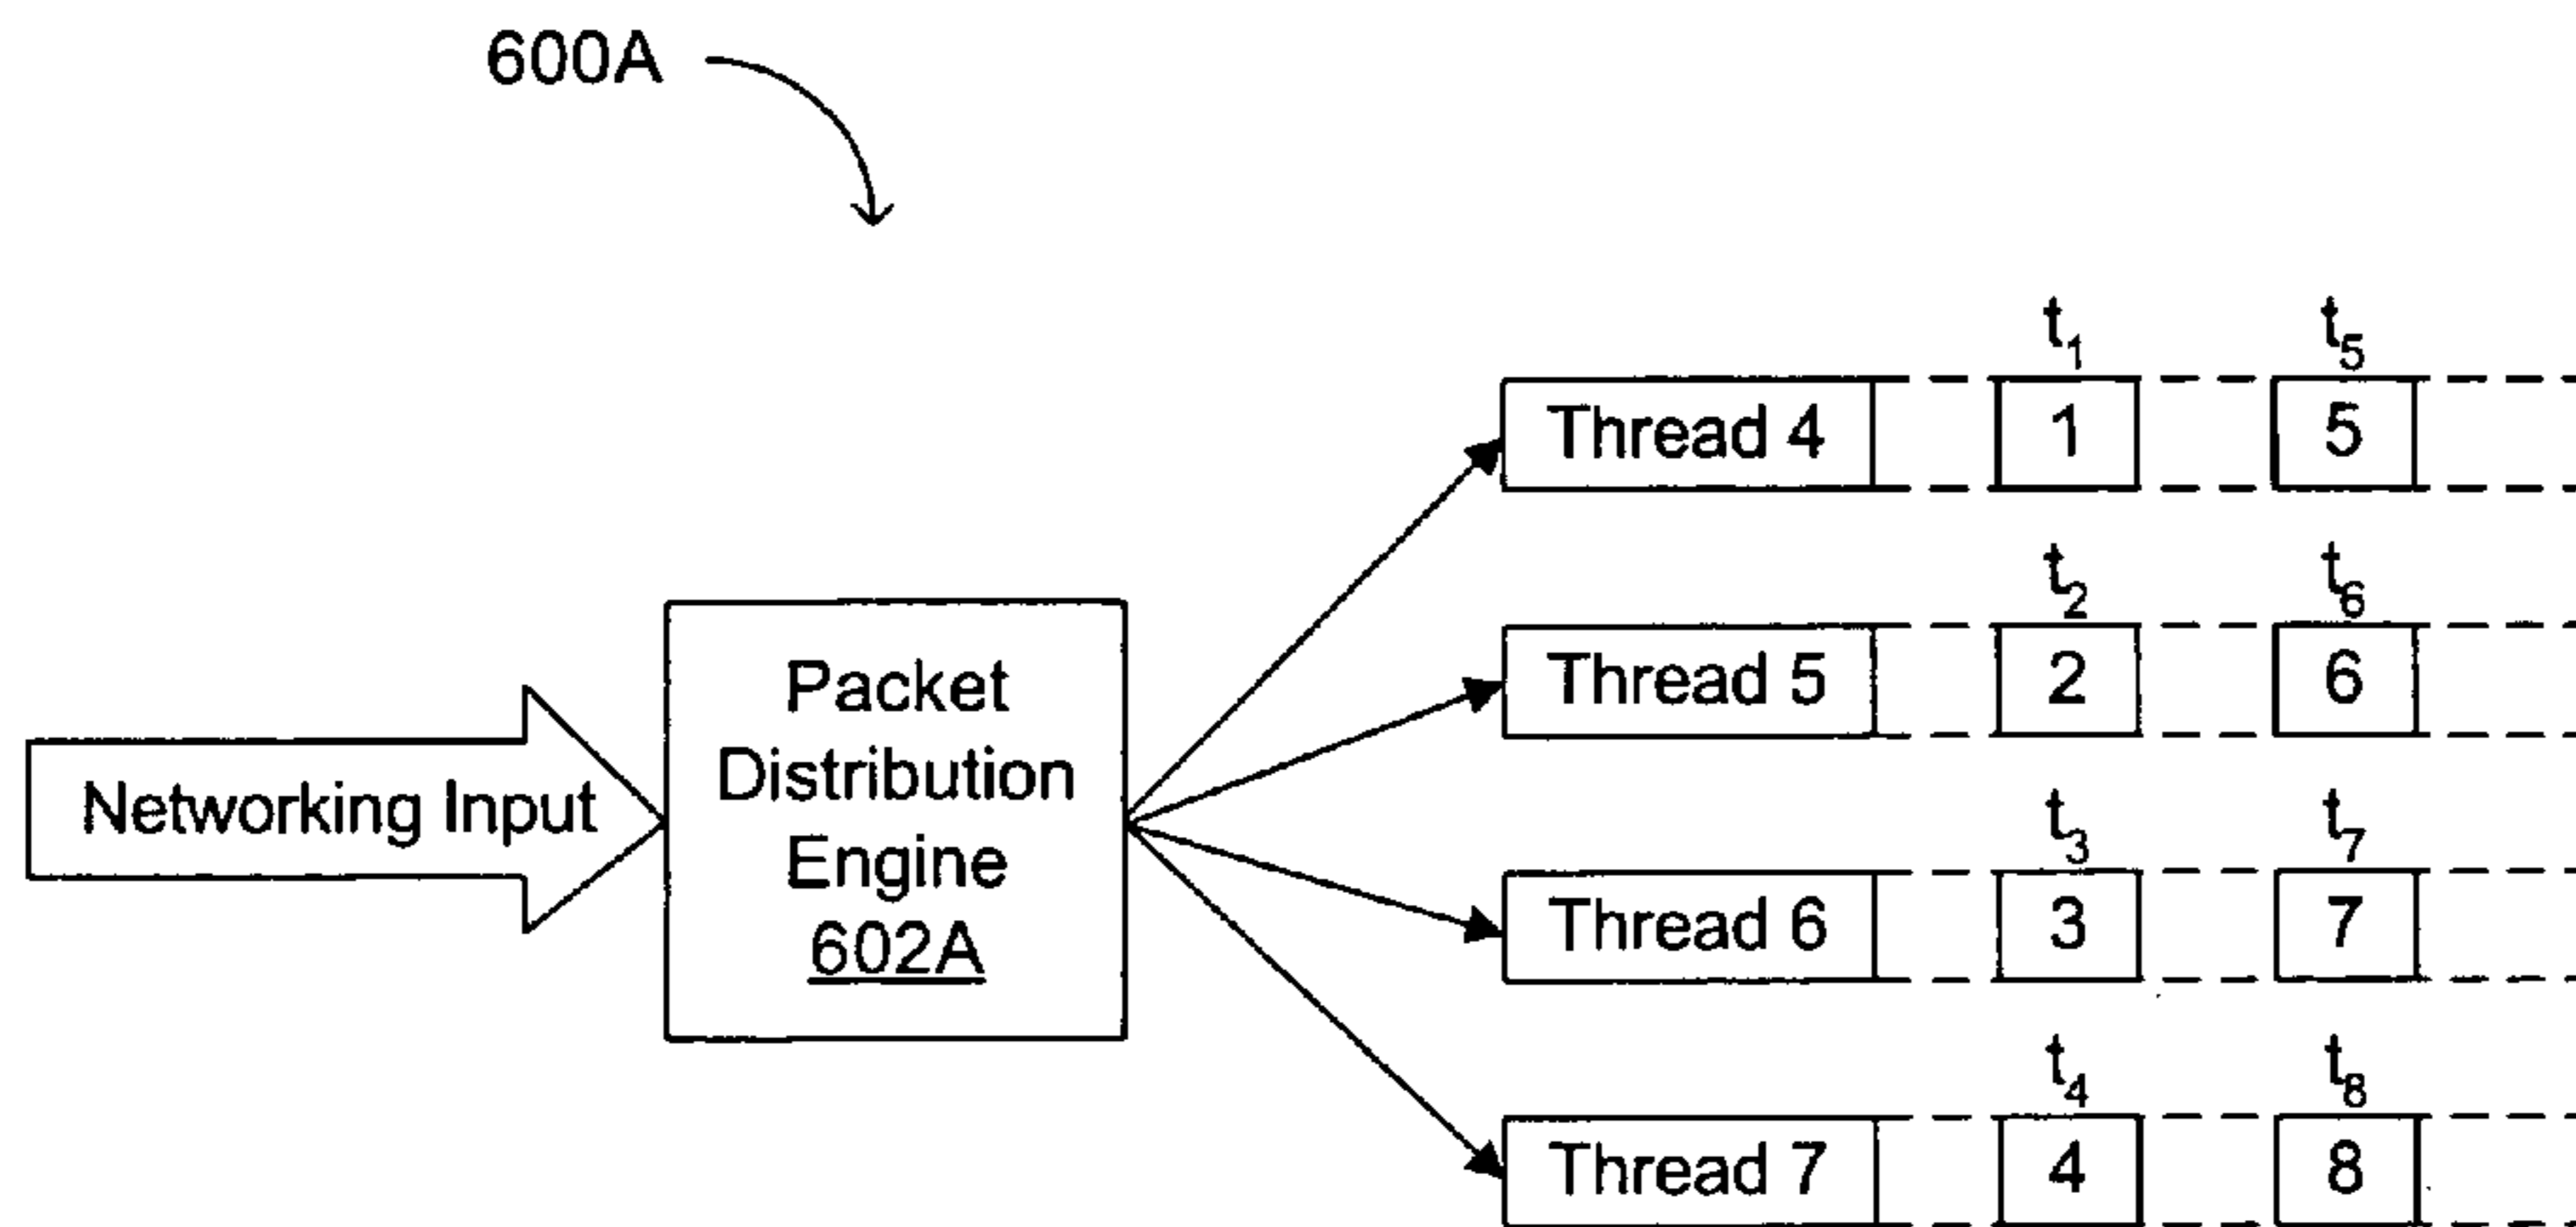 600A
Networking Input
Packet
Distribution
Engine
602A
t1 t5
Thread 4 1 5
t2 t6
Thread 5 2 6
t3 t7
Thread 6 3 7
t4 t8
Thread 7 4 8